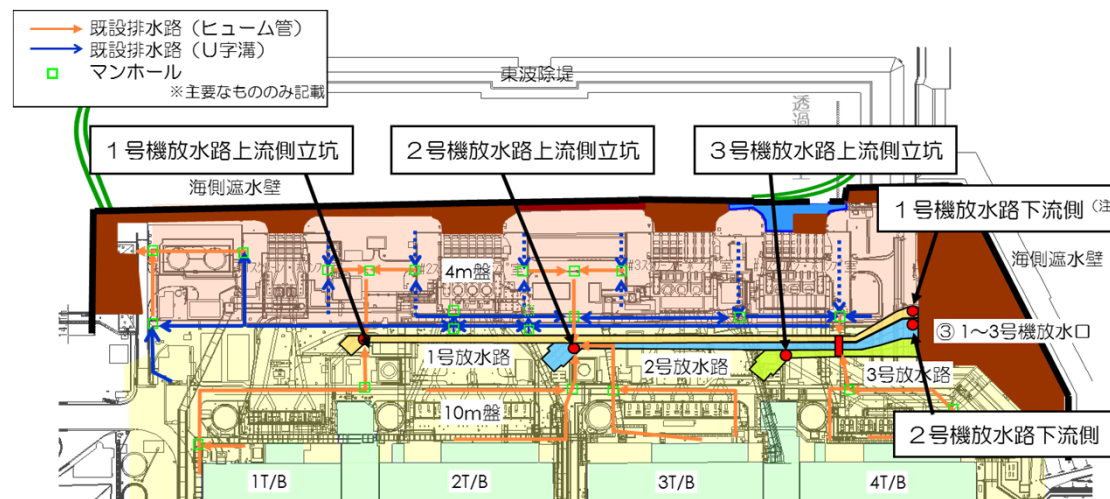 既設排水路（ヒューム管）
既設排水路（U字溝）
マンホール
※主要なもののみ記載
東波除堤
１号機放水路上流側立坑
２号機放水路上流側立坑
３号機放水路上流側立坑
海側遮水壁
１号機放水路下流側（注
海側遮水壁
4m盤
③ 1～3号機放水口
1号放水路
2号放水路
3号放水路
10m盤
２号機放水路下流側
1T/B
2T/B
3T/B
4T/B